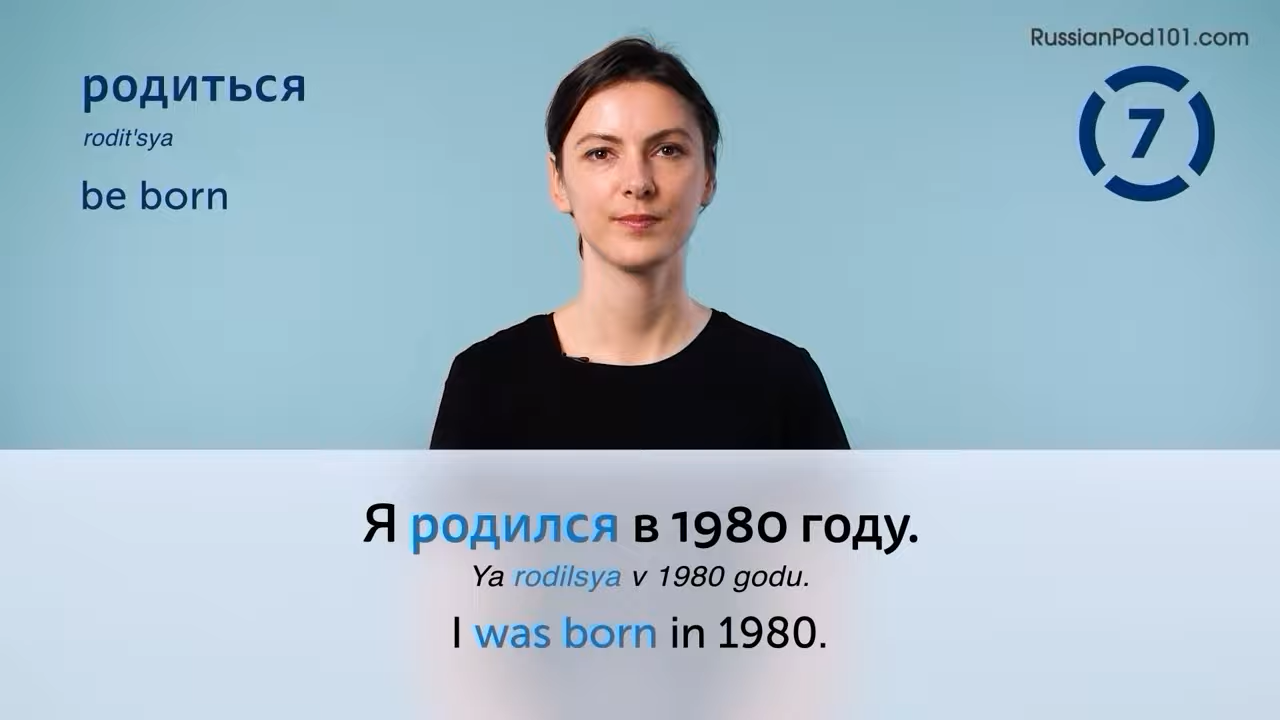 RussianPod101.com
родиться
rodit'sya
be born
7
Я родился в 1980 году.
Ya rodilsya v 1980 godu.
I was born in 1980.